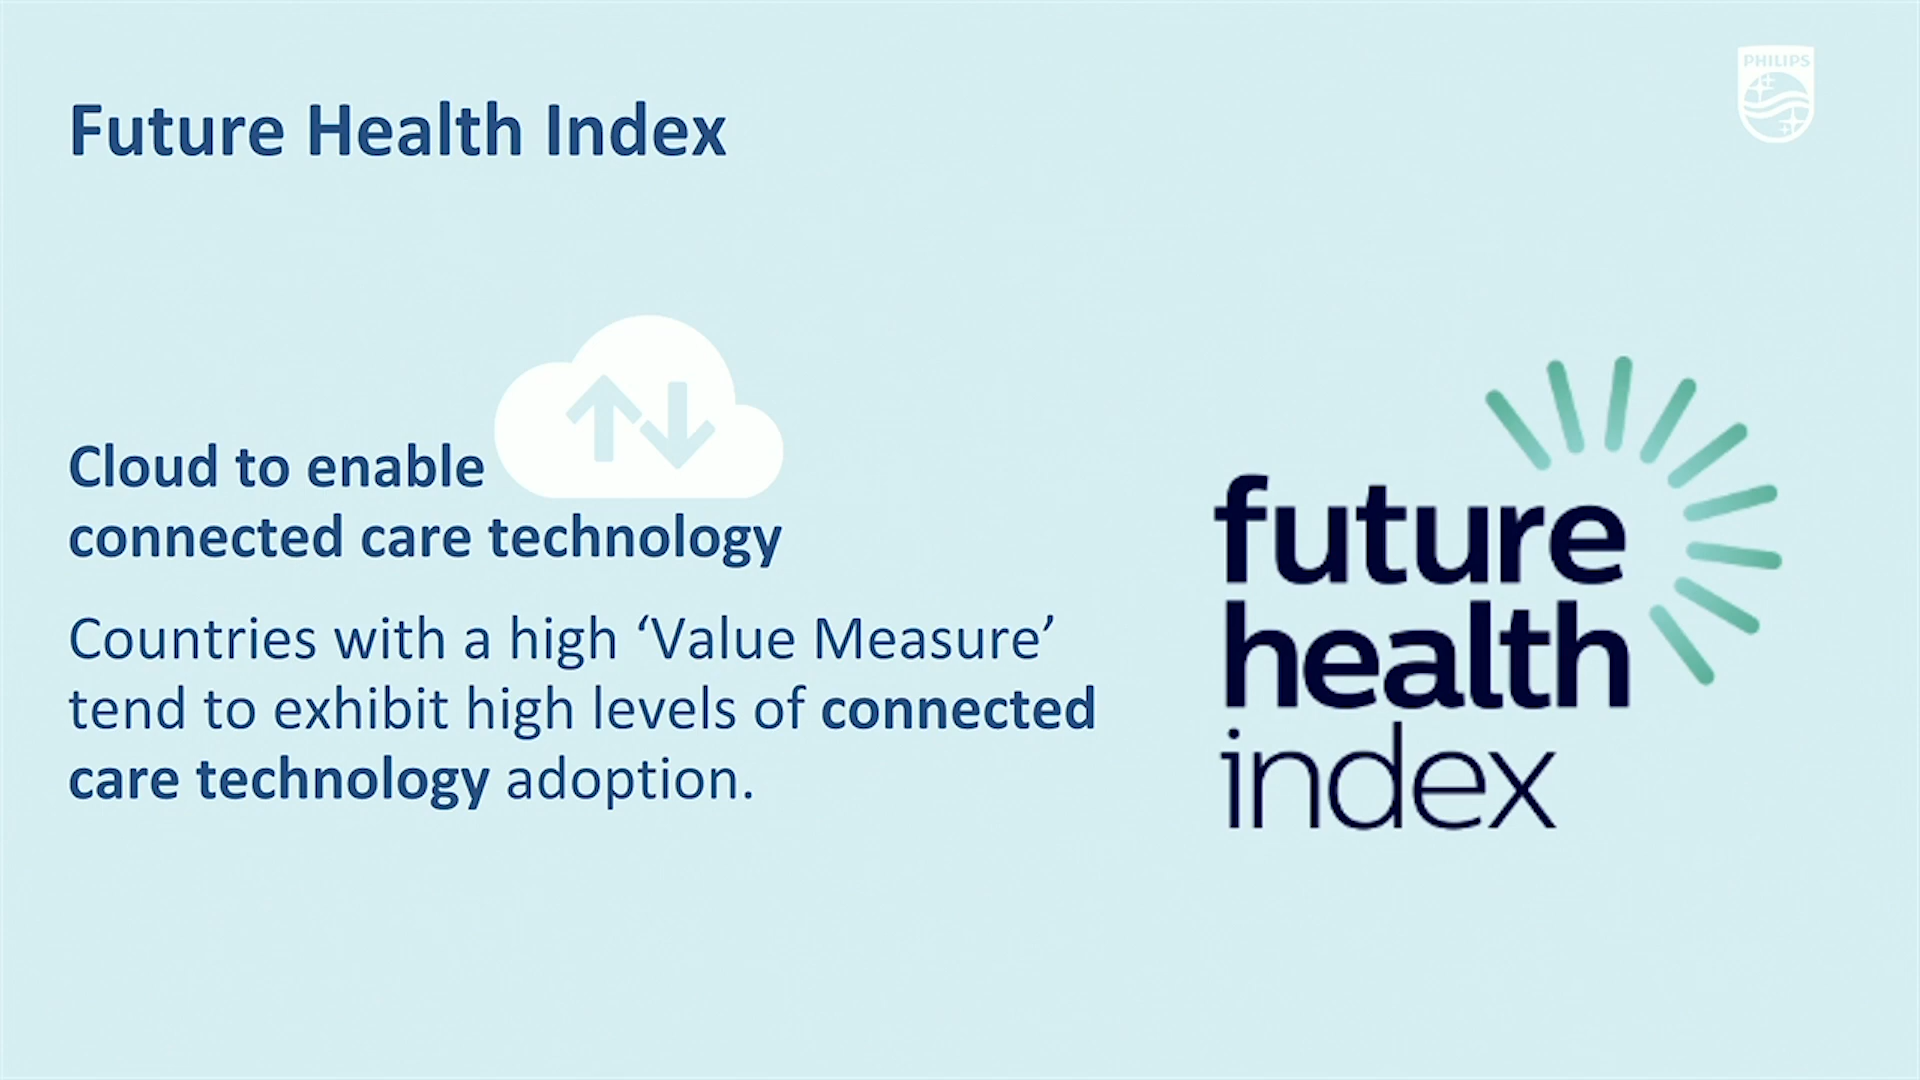 PHILIPS
Future Health Index
Cloud to enable
connected care technology
Countries with a high ‘Value Measure’
tend to exhibit high levels of connected
care technology adoption.
future
health
index